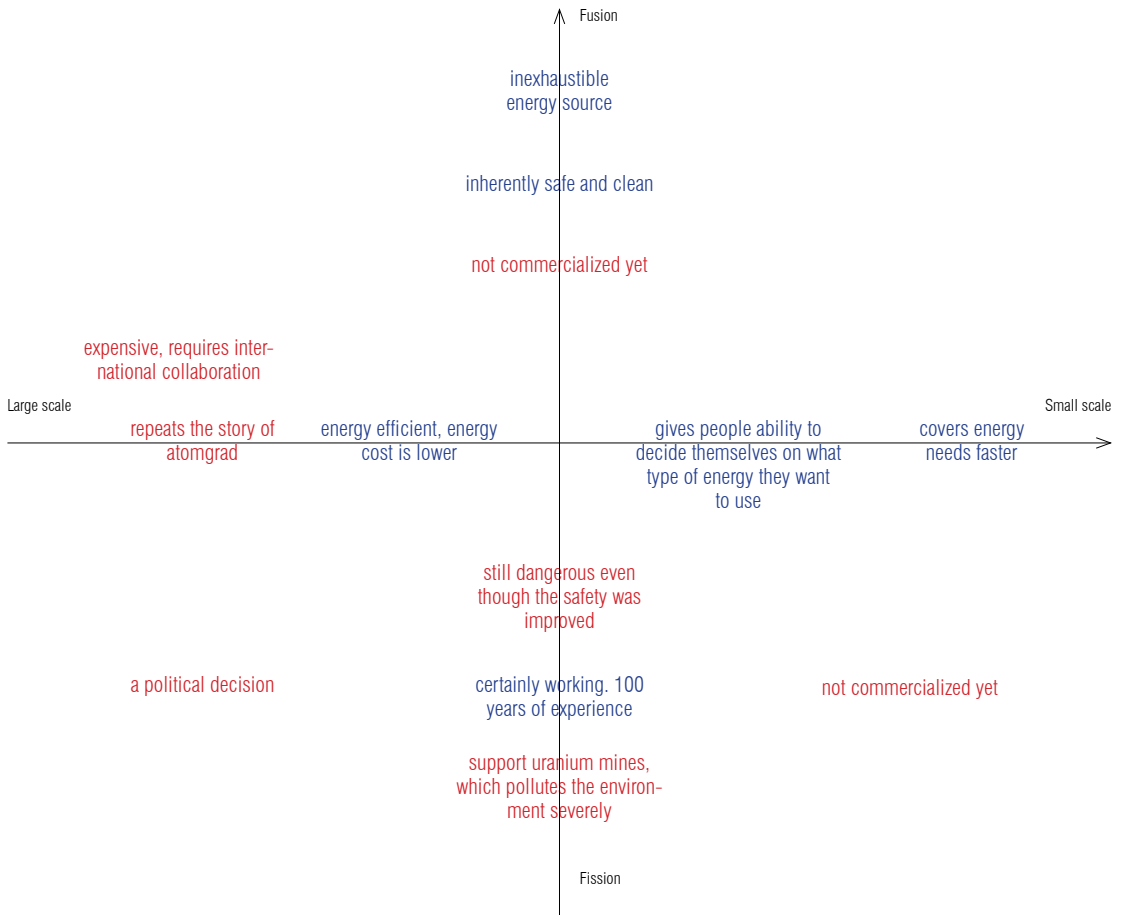 Fusion
inexhaustible
energy source
inherently safe and clean
not commercialized yet
expensive, requires inter-
national collaboration
Large scale
Small scale
repeats the story of
atomgrad
energy efficient, energy
cost is lower
gives people ability to
decide themselves on what
type of energy they want
to use
covers energy
needs faster
still dangerous even
though the safety was
improved
a political decision
certainly working. 100
years of experience
not commercialized yet
support uranium mines,
which pollutes the environ-
ment severely
Fission